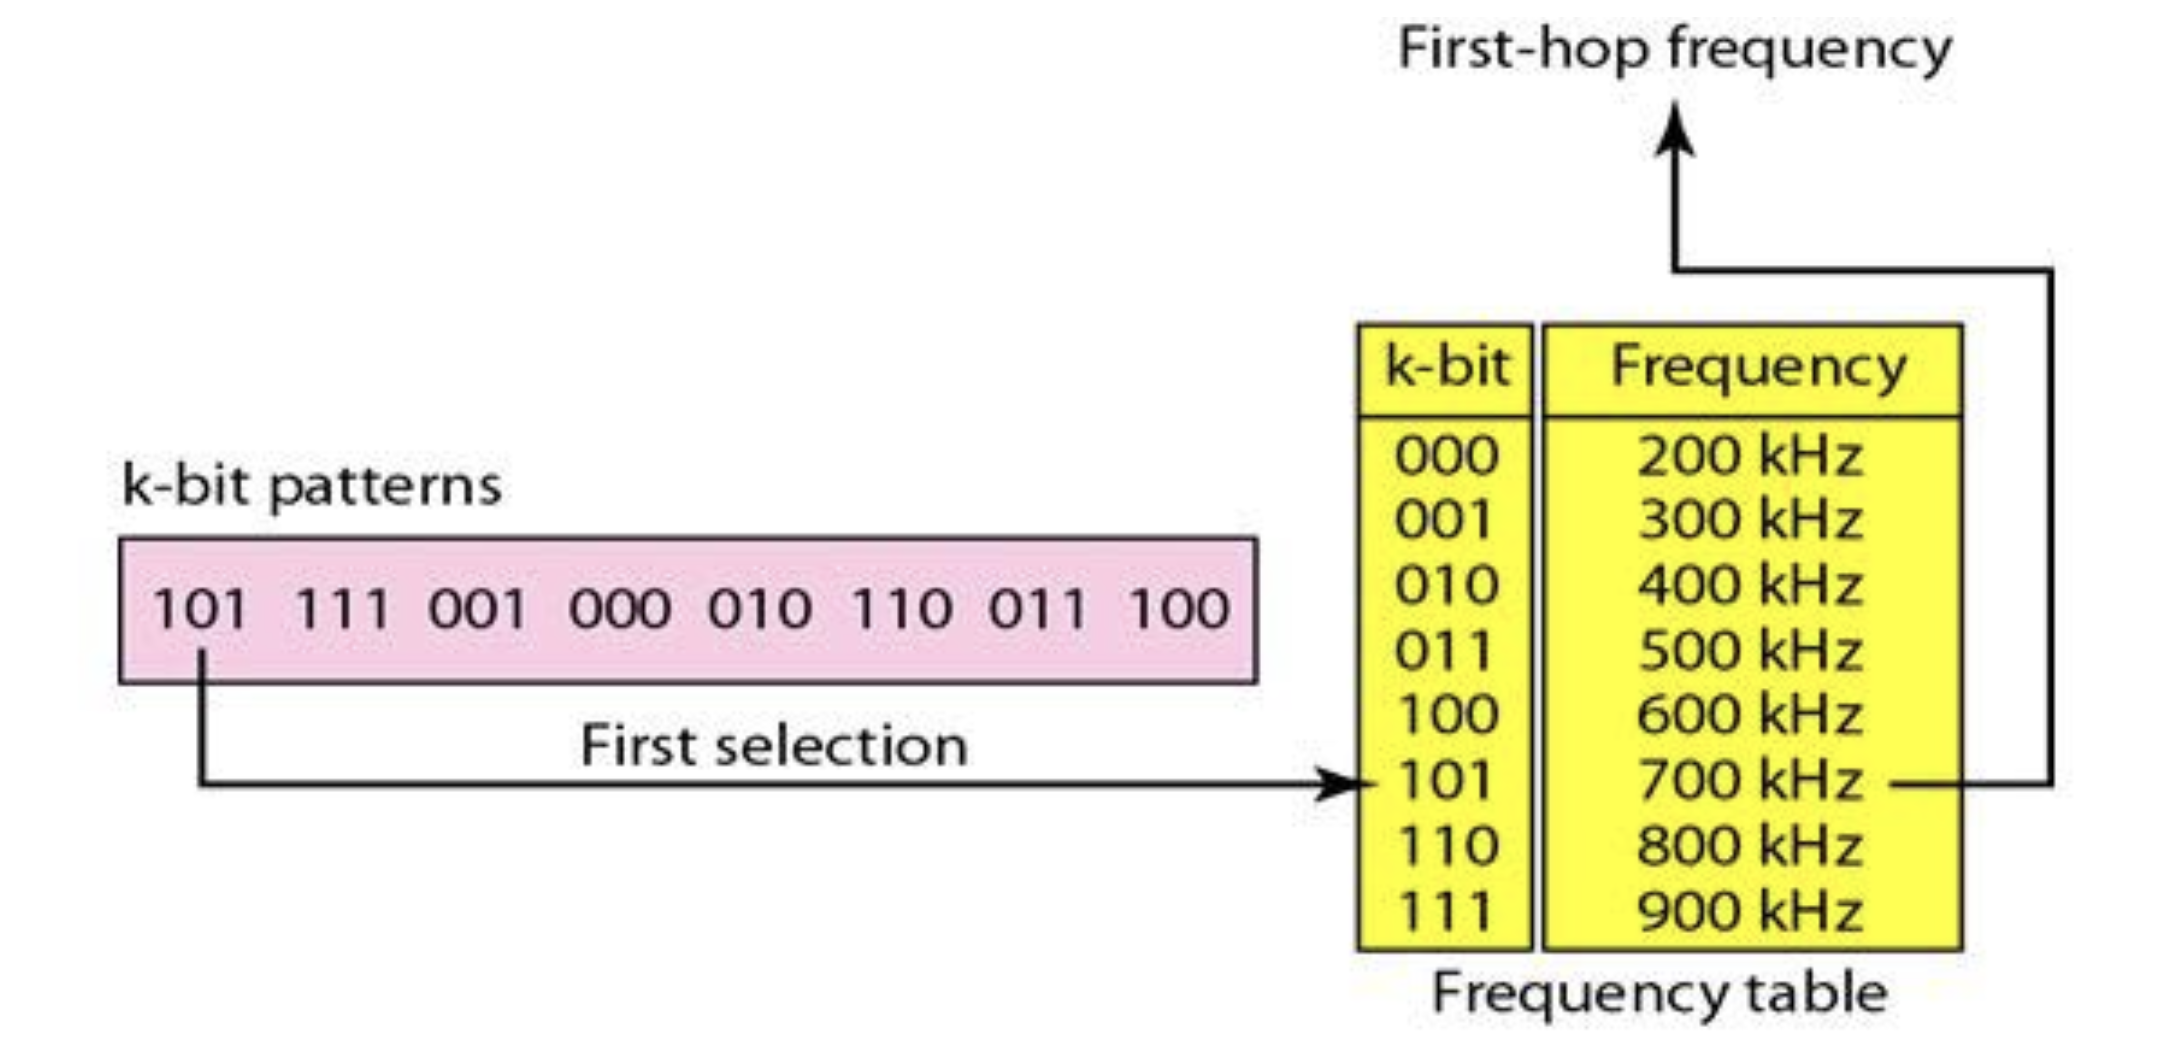 First-hop frequency
k-bit Frequency
000 200 kHz
001 300 kHz
010 400 kHz
011 500 kHz
100 600 kHz
101 700 kHz
110 800 kHz
111 900 kHz
Frequency table
k-bit patterns
101 111 001 000 010 110 011 100
First selection